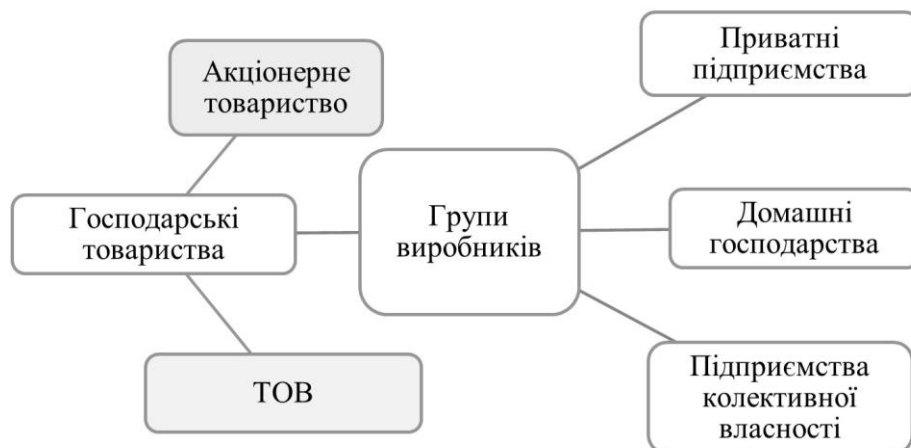 Акціонерне
товариство
Господарські
товариства
ТОВ
Групи
виробників
Приватні
підприємства
Домашні
господарства
Підприємства
колективної
власності